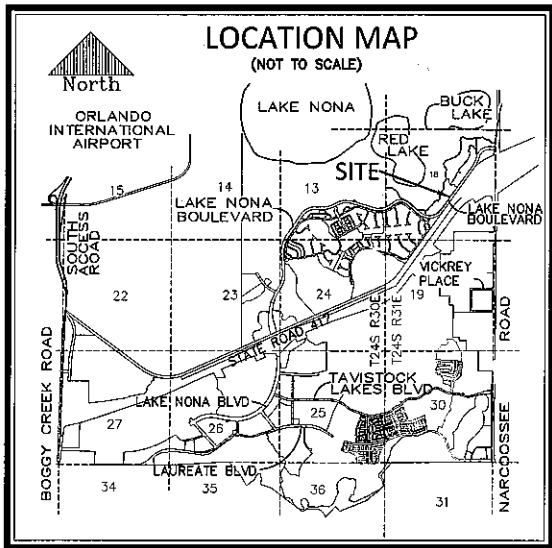 LOCATION MAP
(NOT TO SCALE)
North
ORLANDO
INTERNATIONAL
AIRPORT
LAKE NONA
BUCK
LAKE
RED
LAKE
18
SITE
15
14
13
LAKE NONA
BOULEVARD
LAKE NONA
BOULEVARD
SOUTH
ACCESS
ROAD
22
23
24
19
VICKREY
PLACE
STATE ROAD 417
T24S R30E
T24S R31E
ROAD
BOGGY CREEK ROAD
LAKE NONA BLVD
TAVISTOCK
LAKES BLVD
27
26
25
30
LAUREATE BLVD
34
35
36
31
NARCOOSSEE